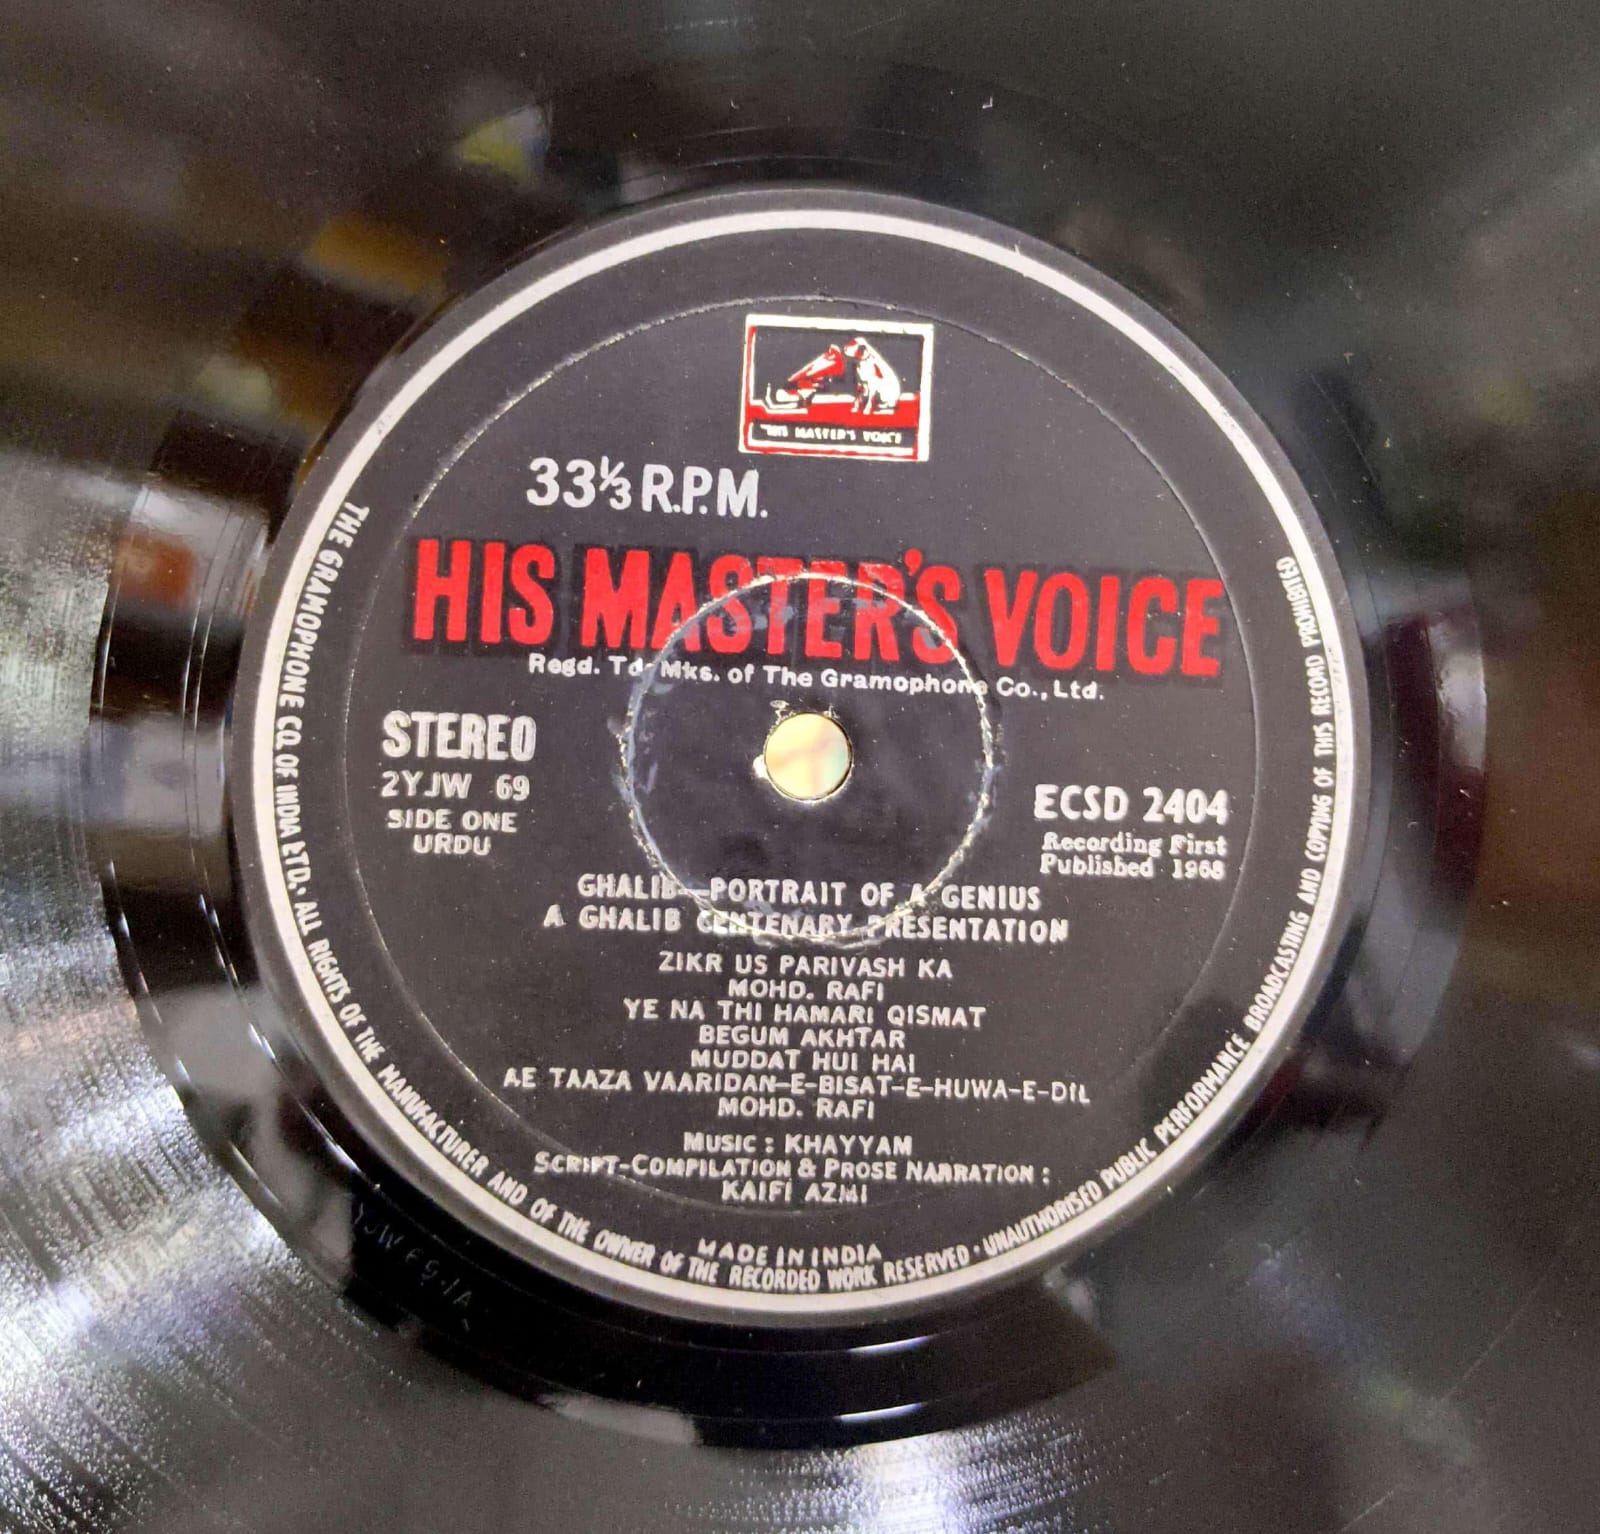 HIS MASTER'S VOICE
33⅓ R.P.M.
HIS MASTER'S VOICE
Regd. Td. Mks. of The Gramophone Co., Ltd.
STEREO
2YJW 69
SIDE ONE
URDU
ECSD 2404
Recording First
Published 1968
GHALIB—PORTRAIT OF A GENIUS
A GHALIB CENTENARY PRESENTATION
ZIKR US PARIVASH KA
MOHD. RAFI
YE NA THI HAMARI QISMAT
BEGUM AKHTAR
MUDDAT HUI HAI
AE TAAZA VAARIDAN-E-BISAT-E-HUWA-E-DIL
MOHD. RAFI
MUSIC : KHAYYAM
SCRIPT-COMPILATION & PROSE NARRATION :
KAIFI AZMI
MADE IN INDIA
THE GRAMOPHONE CO. OF INDIA LTD. · ALL RIGHTS OF THE MANUFACTURER AND OF THE OWNER OF THE RECORDED WORK RESERVED · UNAUTHORISED PUBLIC PERFORMANCE BROADCASTING AND COPYING OF THIS RECORD PROHIBITED